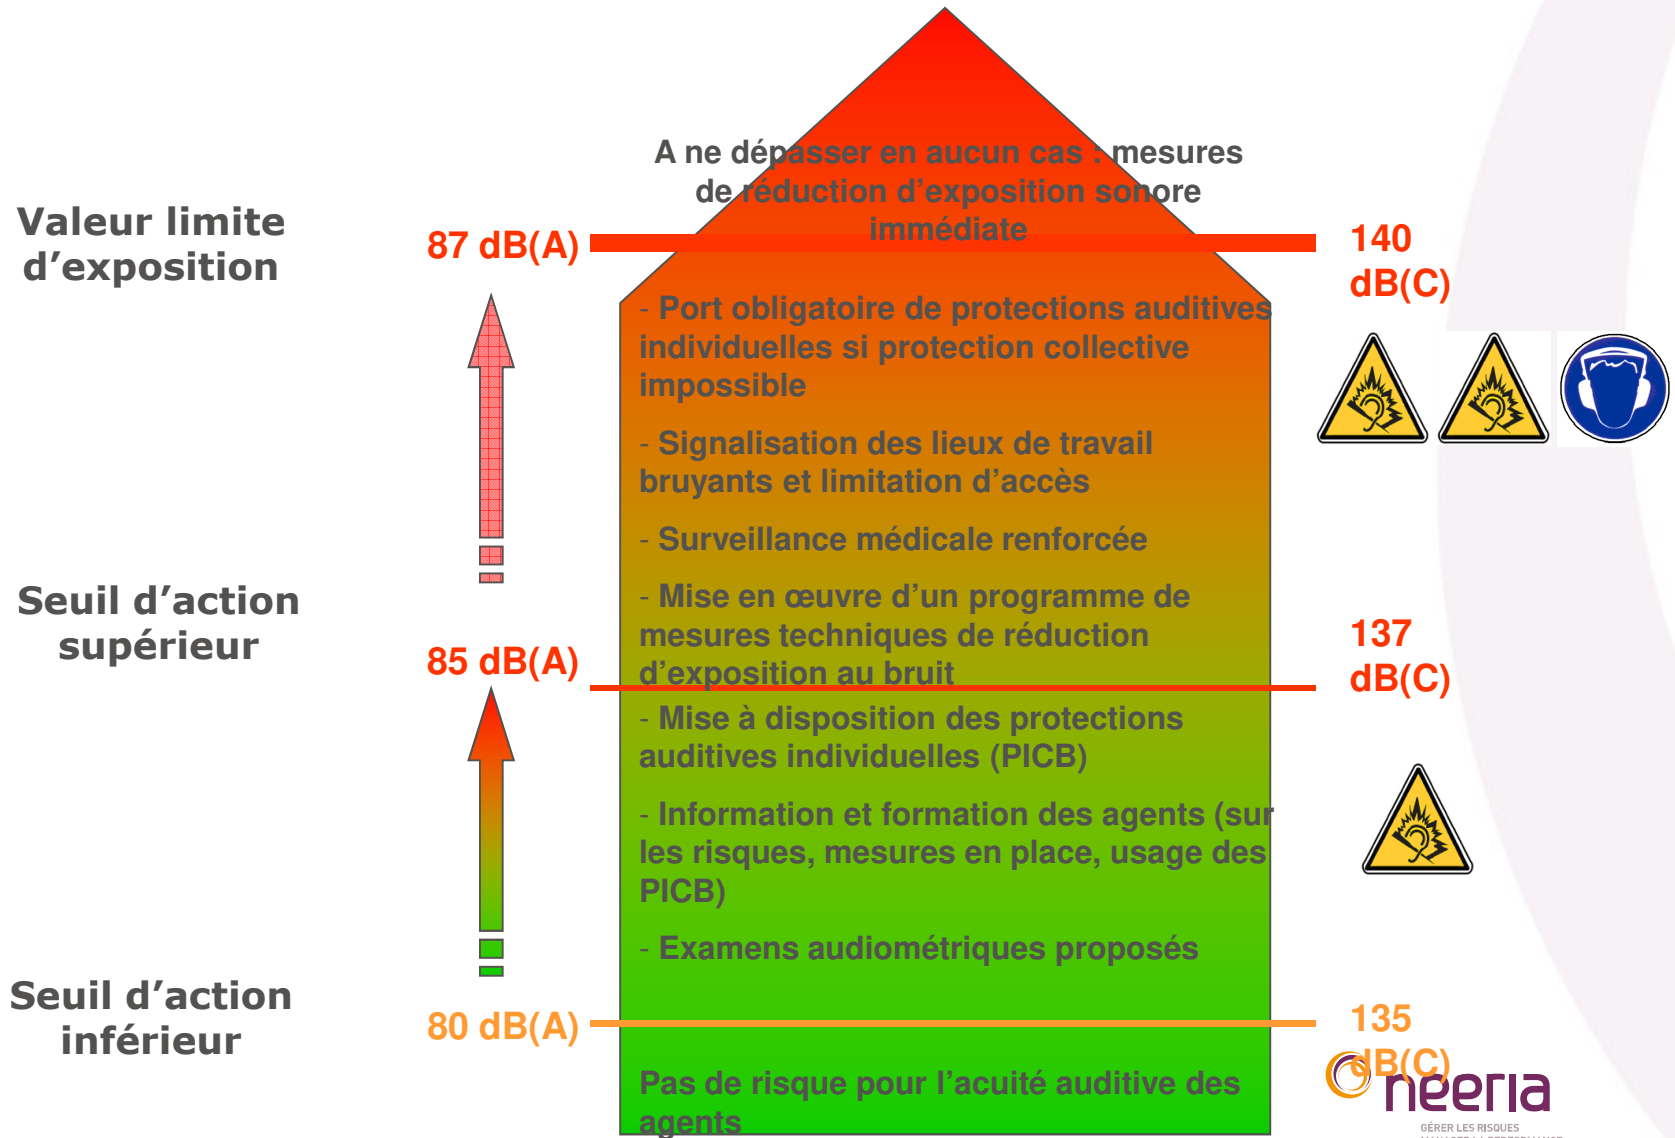 A ne dépasser en aucun cas : mesures
de réduction d’exposition sonore
immédiate
Valeur limite
d’exposition
87 dB(A)
140
dB(C)
- Port obligatoire de protections auditives
individuelles si protection collective
impossible
- Signalisation des lieux de travail
bruyants et limitation d’accès
- Surveillance médicale renforcée
- Mise en œuvre d’un programme de
mesures techniques de réduction
d’exposition au bruit
Seuil d’action
supérieur
85 dB(A)
137
dB(C)
- Mise à disposition des protections
auditives individuelles (PICB)
- Information et formation des agents (sur
les risques, mesures en place, usage des
PICB)
- Examens audiométriques proposés
Seuil d’action
inférieur
80 dB(A)
135
dB(C)
Pas de risque pour l’acuité auditive des
agents
neeria
GÉRER LES RISQUES